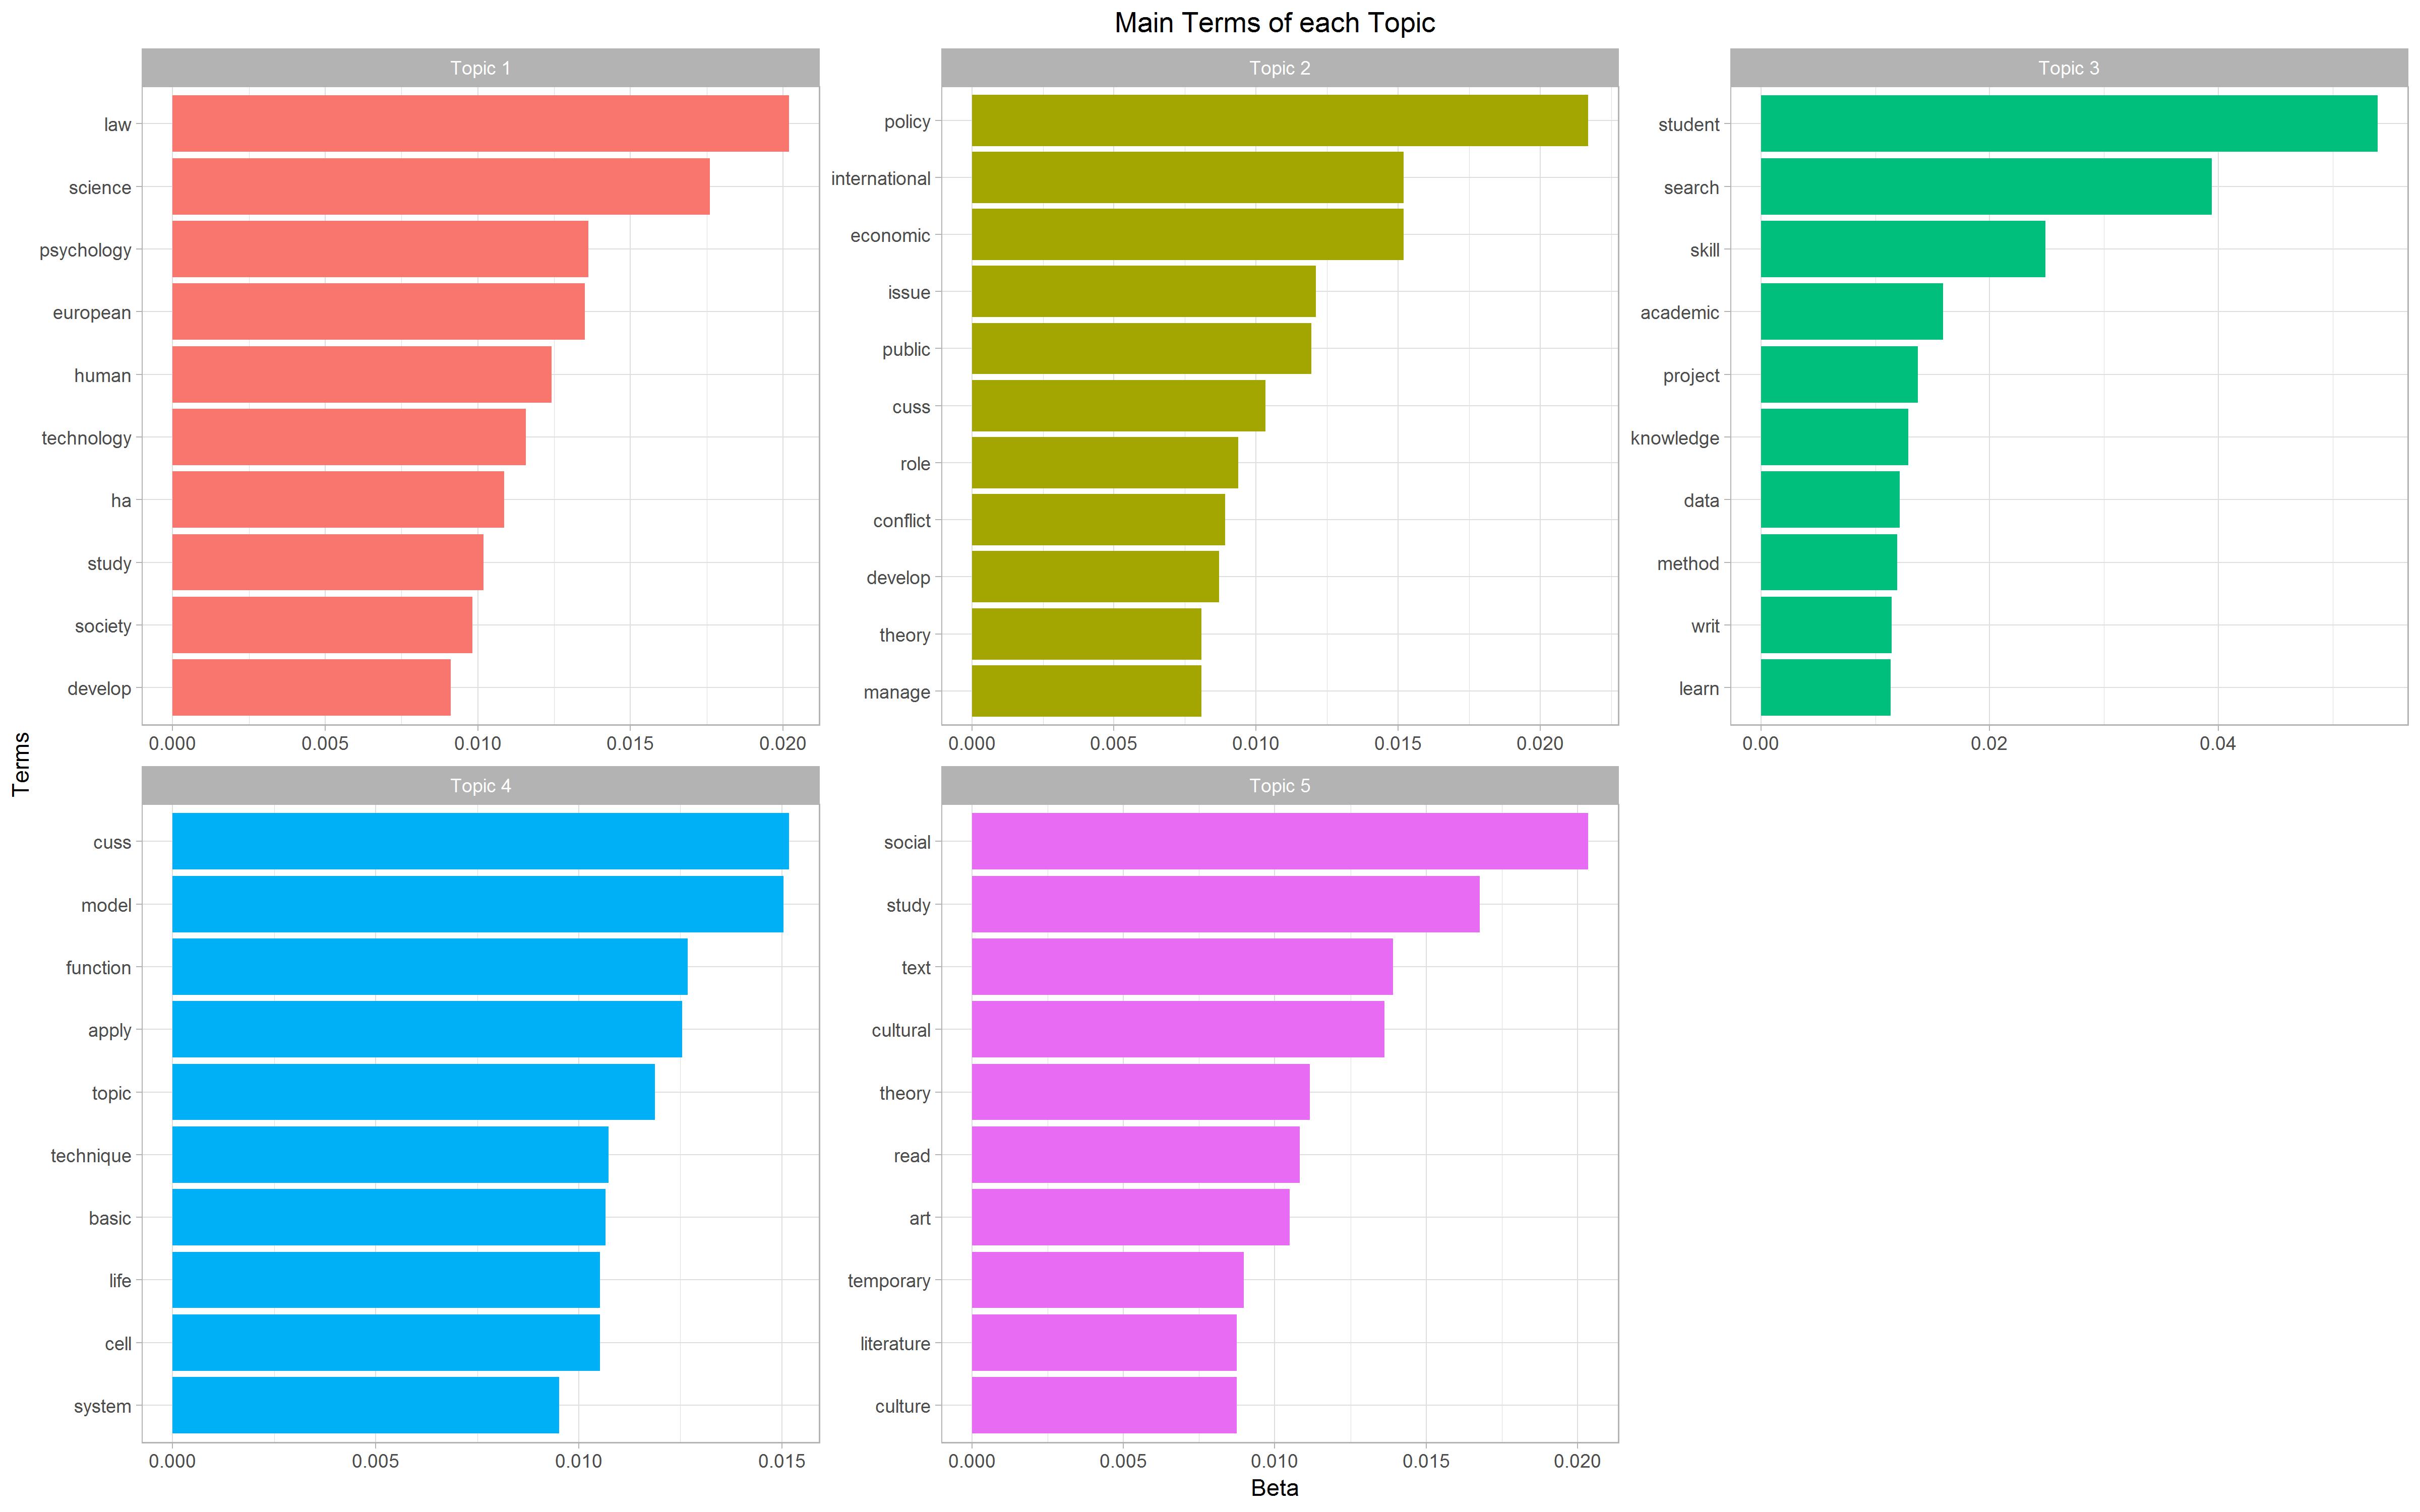 Main Terms of each Topic
Topic 1
law
science
psychology
european
human
technology
ha
study
society
develop
0.000 0.005 0.010 0.015 0.020
Topic 2
policy
international
economic
issue
public
cuss
role
conflict
develop
theory
manage
0.000 0.005 0.010 0.015 0.020
Topic 3
student
search
skill
academic
project
knowledge
data
method
writ
learn
0.00 0.02 0.04
Terms
Topic 4
cuss
model
function
apply
topic
technique
basic
life
cell
system
0.000 0.005 0.010 0.015
Topic 5
social
study
text
cultural
theory
read
art
temporary
literature
culture
0.000 0.005 0.010 0.015 0.020
Beta